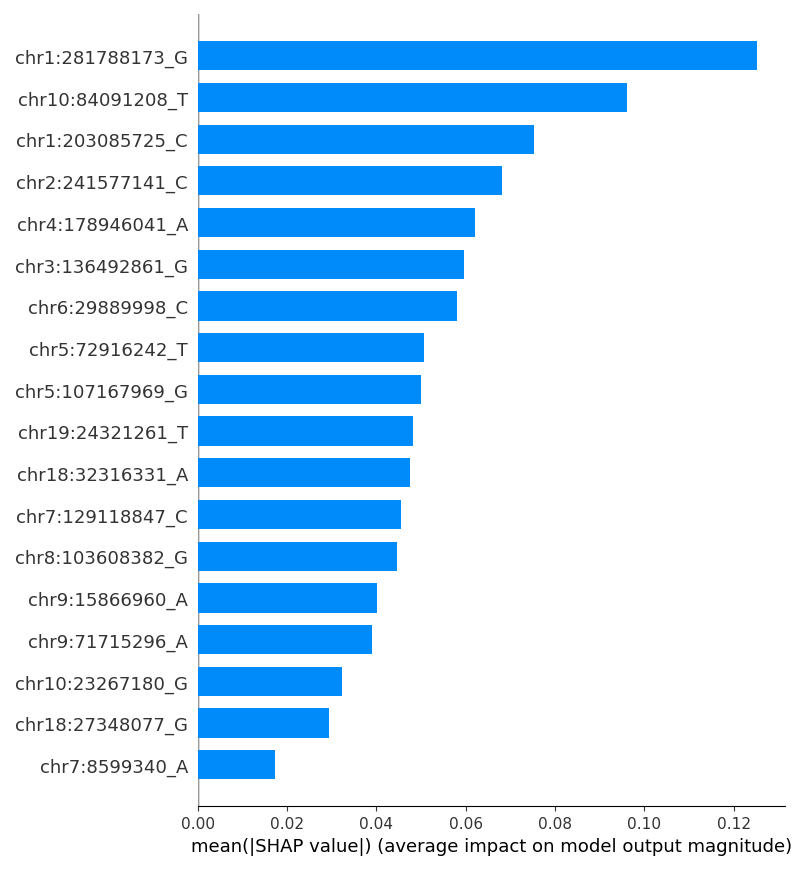 chr1:281788173_G
chr10:84091208_T
chr1:203085725_C
chr2:241577141_C
chr4:178946041_A
chr3:136492861_G
chr6:29889998_C
chr5:72916242_T
chr5:107167969_G
chr19:24321261_T
chr18:32316331_A
chr7:129118847_C
chr8:103608382_G
chr9:15866960_A
chr9:71715296_A
chr10:23267180_G
chr18:27348077_G
chr7:8599340_A
0.00 0.02 0.04 0.06 0.08 0.10 0.12
mean(|SHAP value|) (average impact on model output magnitude)